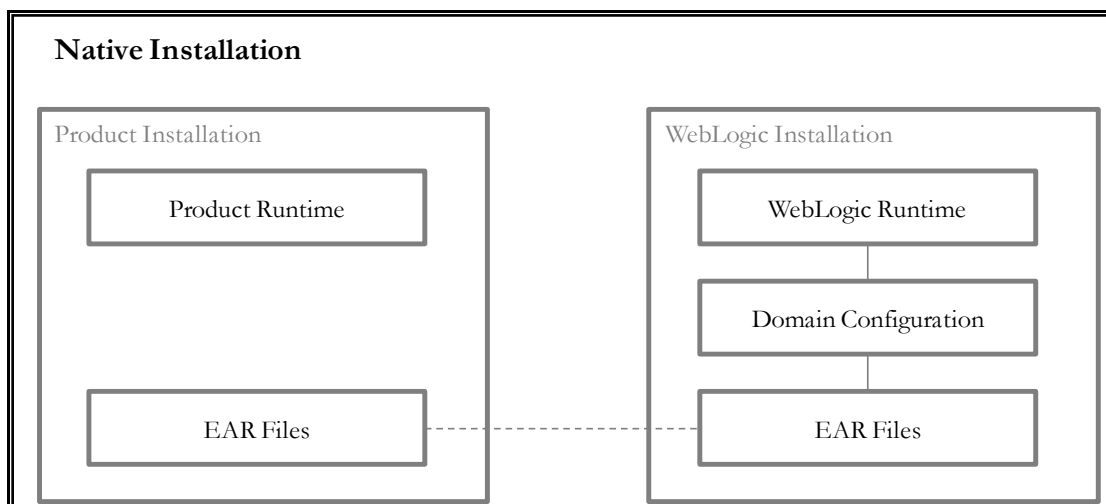 Native Installation
Product Installation
Product Runtime
EAR Files
WebLogic Installation
WebLogic Runtime
Domain Configuration
EAR Files